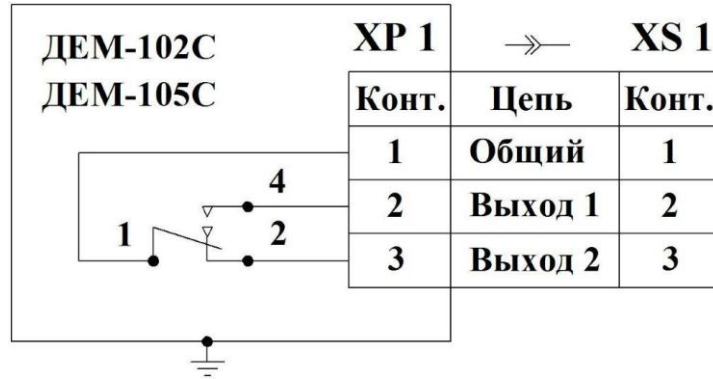 ДЕМ-102С
ДЕМ-105С
XP 1
XS 1
Конт. Цепь Конт.
1 Общий 1
2 Выход 1 2
3 Выход 2 3
4
1 2